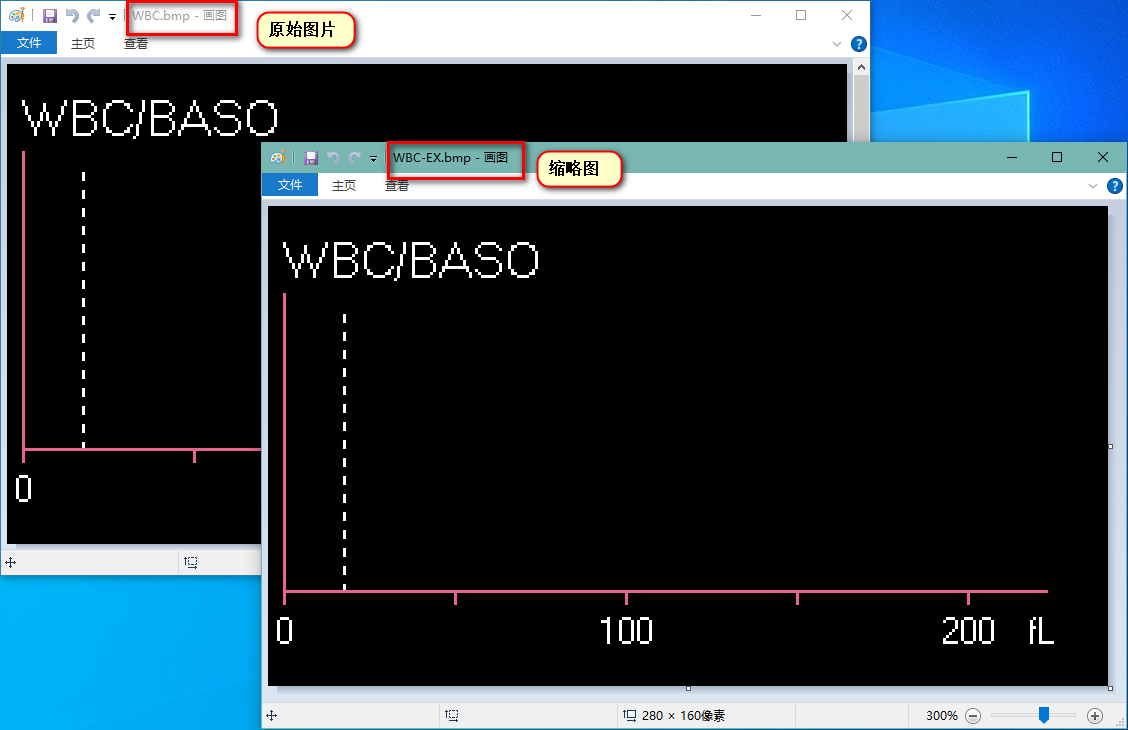 WBC.bmp - 画图
原始图片
文件 主页 查看
WBC/BASO
0
WBC-EX.bmp - 画图
缩略图
文件 主页 查看
WBC/BASO
0 100 200 fL
280 × 160像素 300%